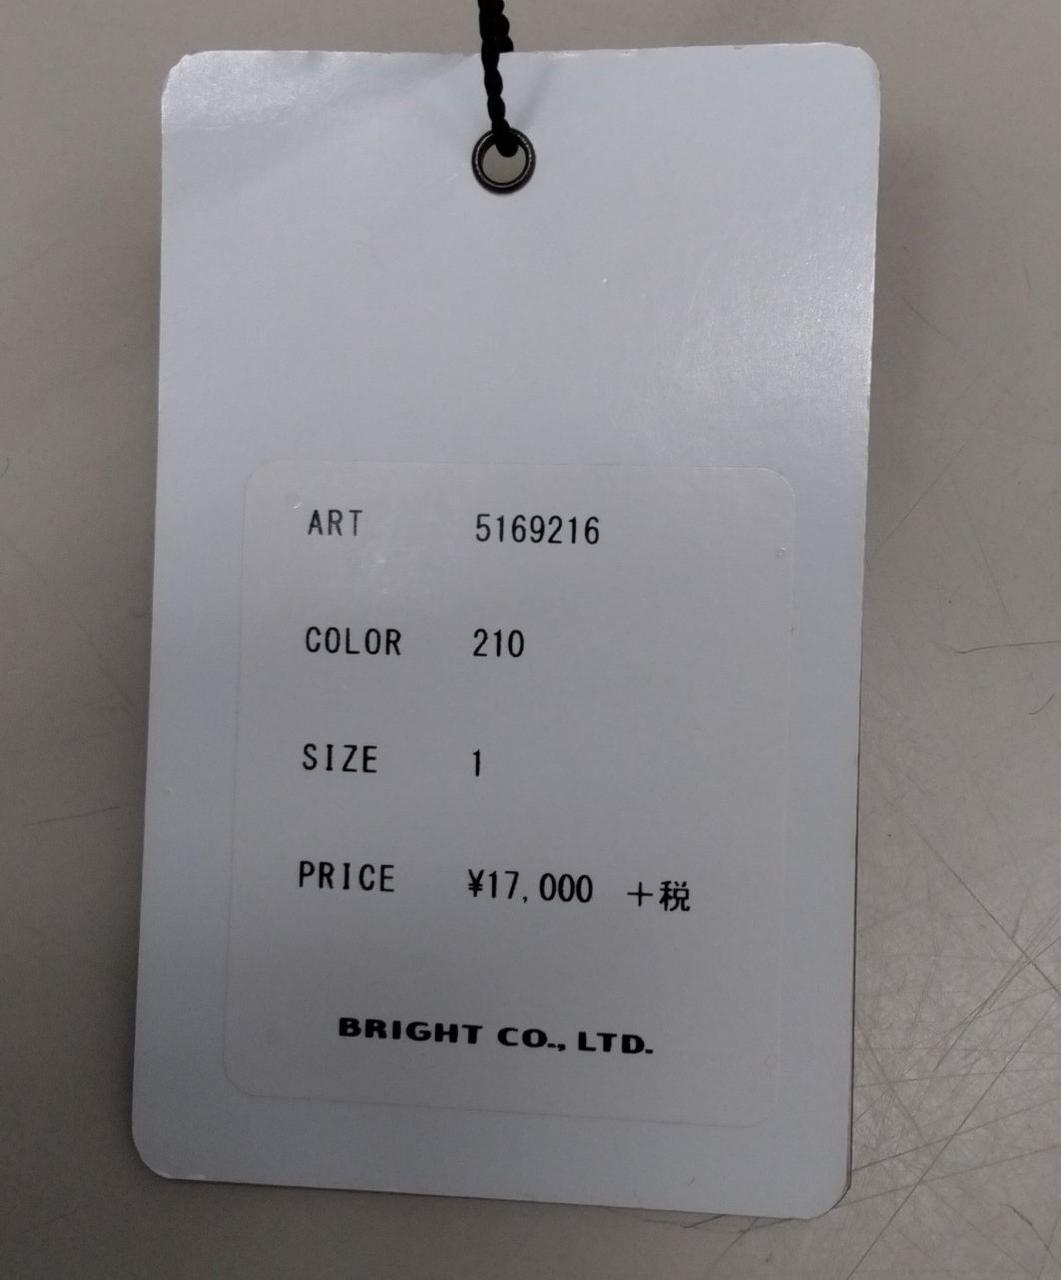 ART 5169216
COLOR 210
SIZE 1
PRICE ¥17,000 +税
BRIGHT CO., LTD.